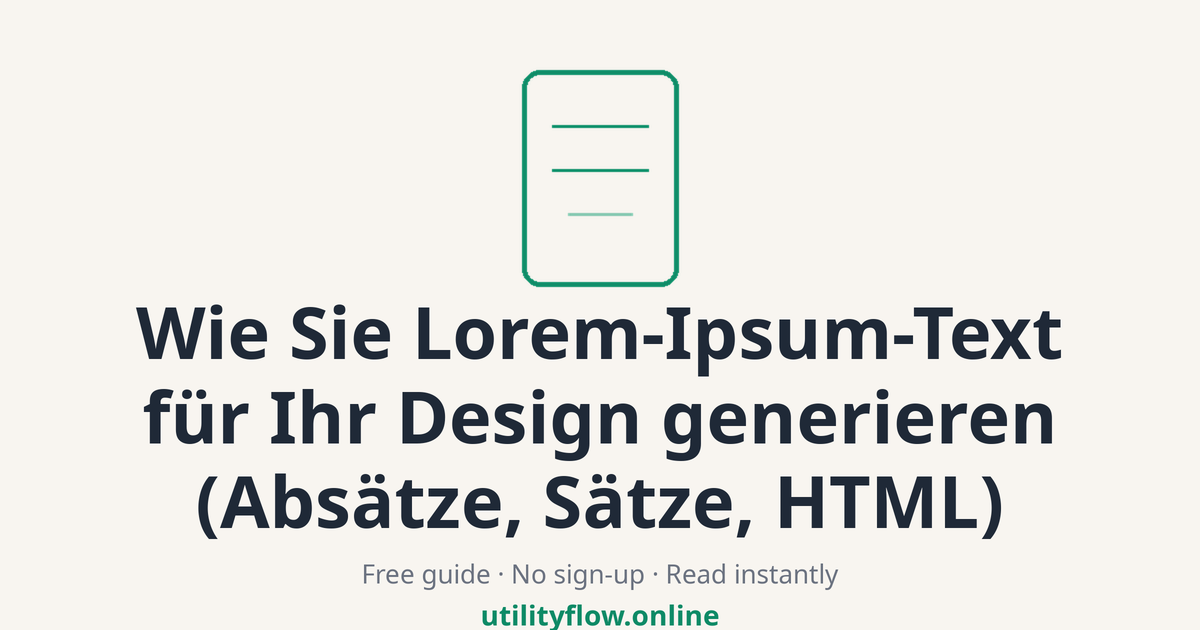 Wie Sie Lorem-Ipsum-Text
für Ihr Design generieren
(Absätze, Sätze, HTML)
Free guide · No sign-up · Read instantly
utilityflow.online